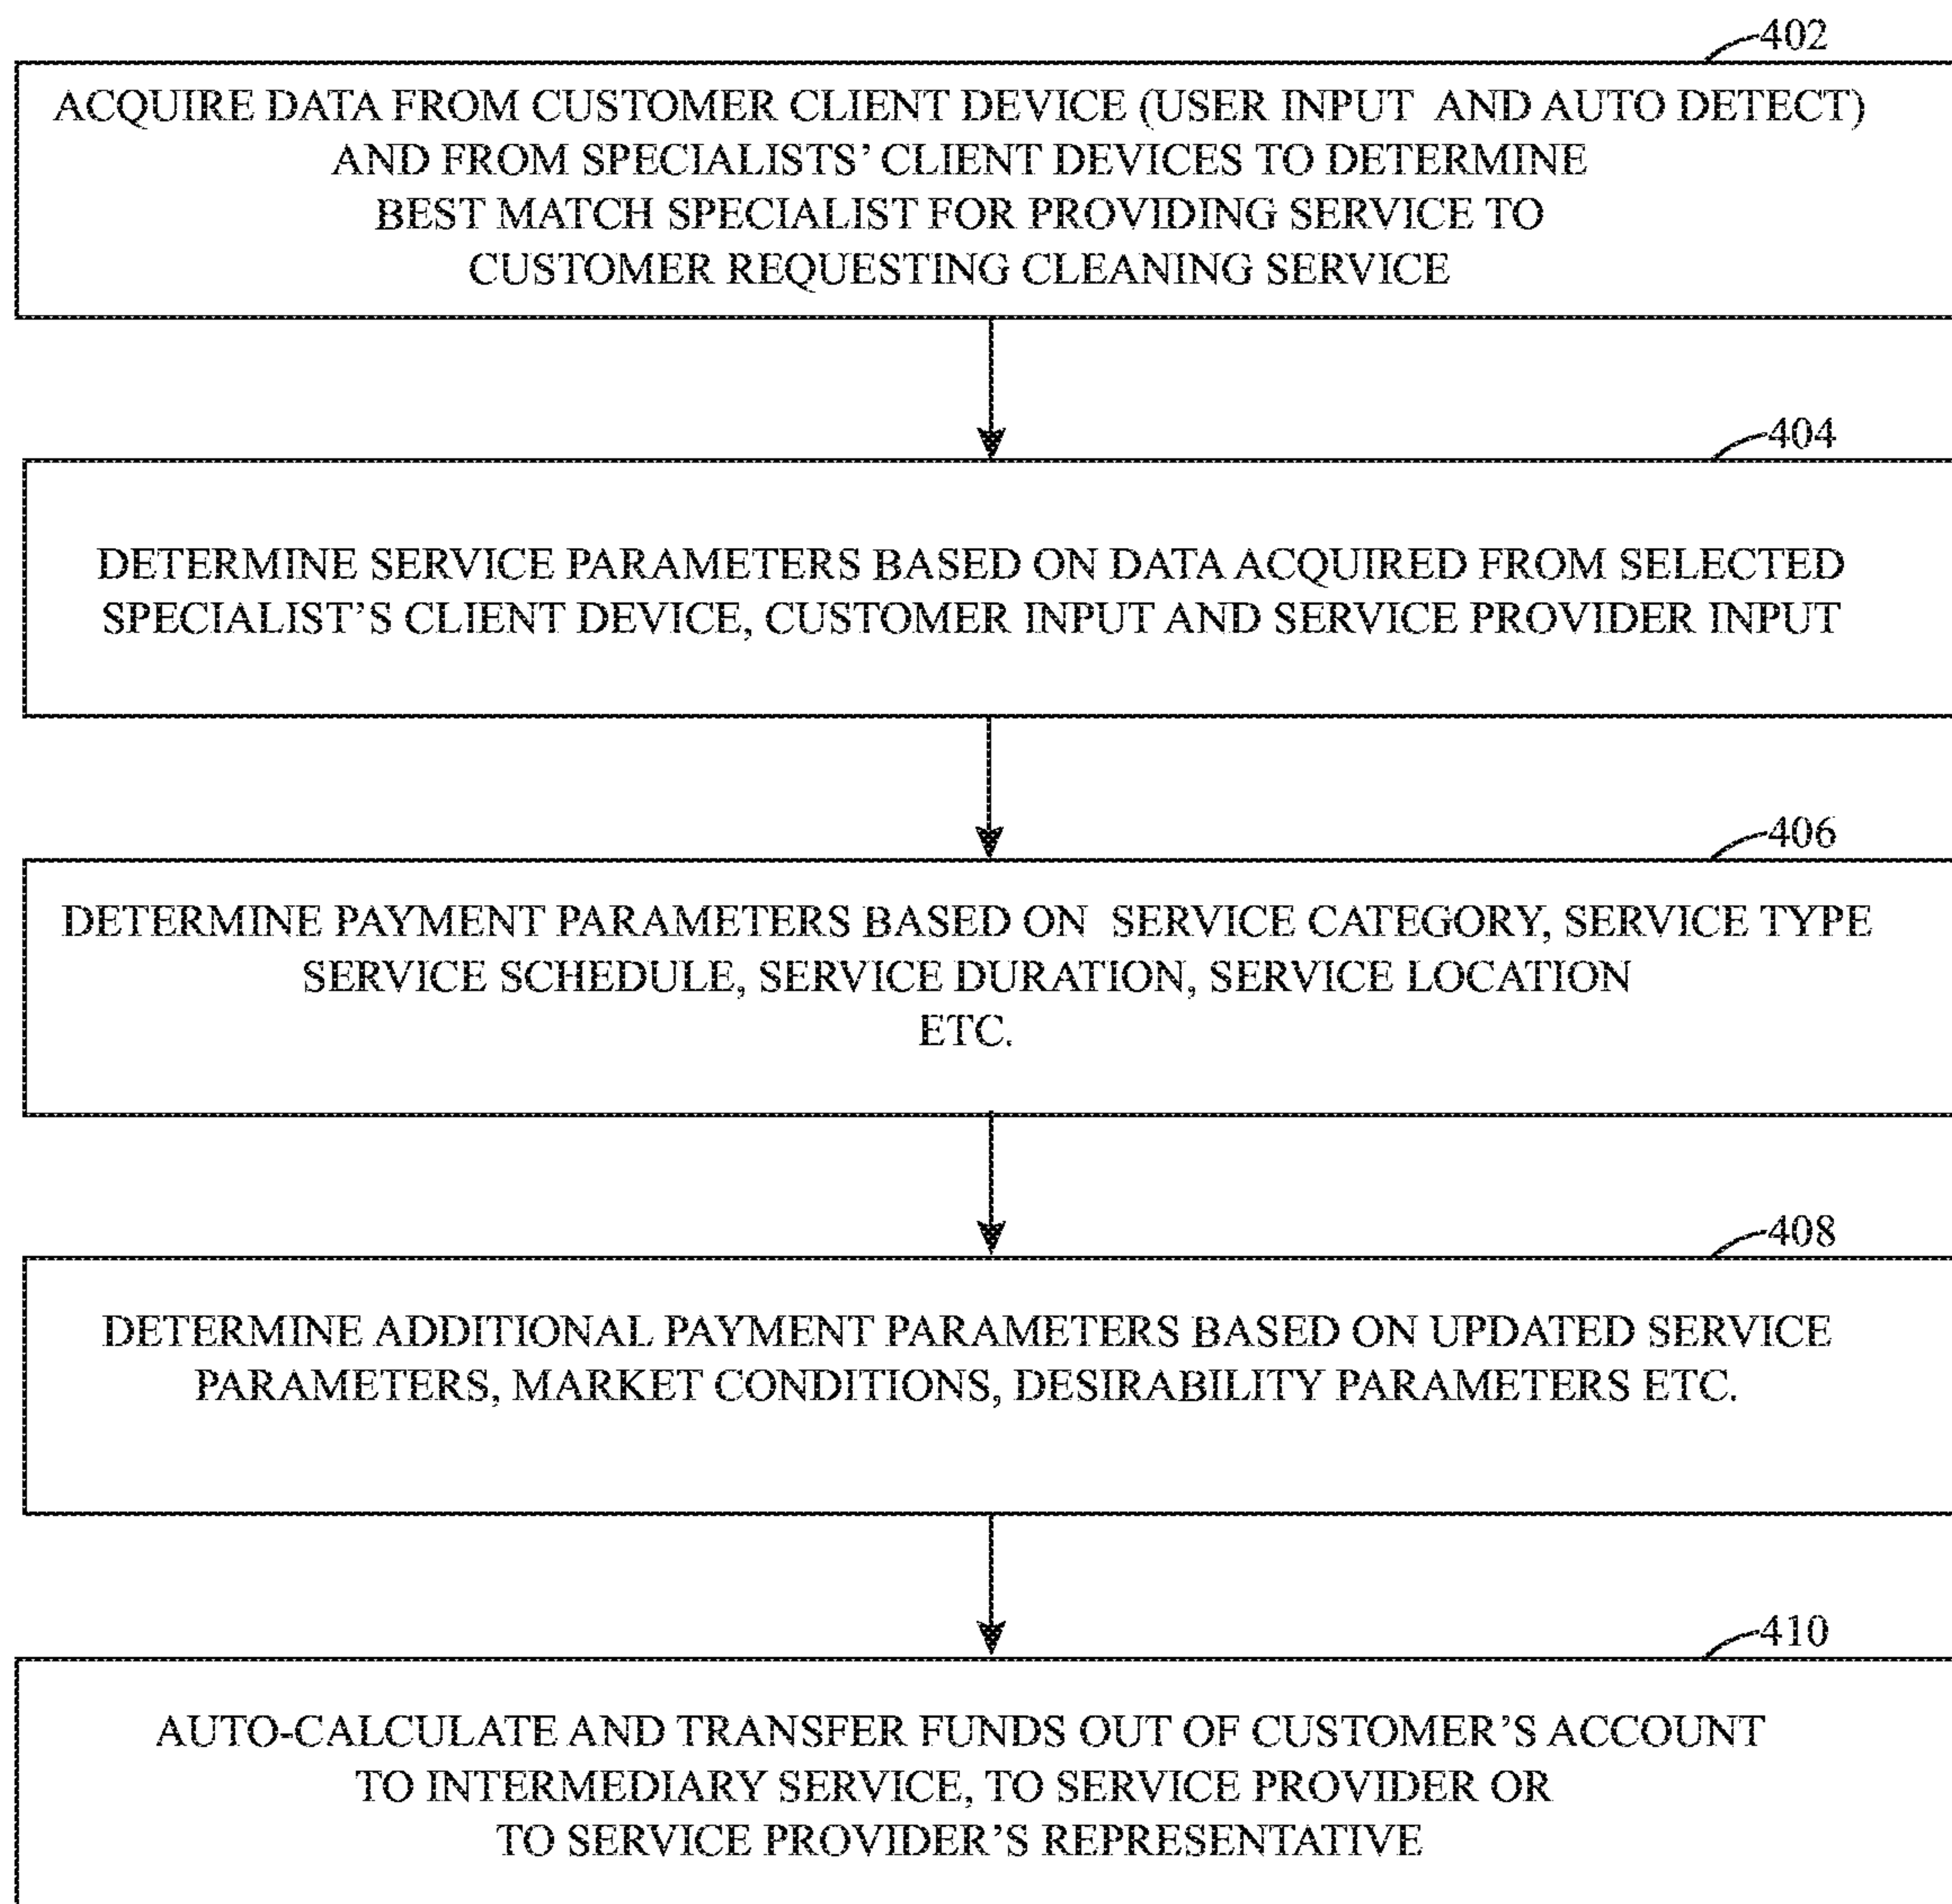 402
ACQUIRE DATA FROM CUSTOMER CLIENT DEVICE (USER INPUT AND AUTO DETECT)
AND FROM SPECIALISTS' CLIENT DEVICES TO DETERMINE
BEST MATCH SPECIALIST FOR PROVIDING SERVICE TO
CUSTOMER REQUESTING CLEANING SERVICE
404
DETERMINE SERVICE PARAMETERS BASED ON DATA ACQUIRED FROM SELECTED
SPECIALIST'S CLIENT DEVICE, CUSTOMER INPUT AND SERVICE PROVIDER INPUT
406
DETERMINE PAYMENT PARAMETERS BASED ON SERVICE CATEGORY, SERVICE TYPE
SERVICE SCHEDULE, SERVICE DURATION, SERVICE LOCATION
ETC.
408
DETERMINE ADDITIONAL PAYMENT PARAMETERS BASED ON UPDATED SERVICE
PARAMETERS, MARKET CONDITIONS, DESIRABILITY PARAMETERS ETC.
410
AUTO-CALCULATE AND TRANSFER FUNDS OUT OF CUSTOMER'S ACCOUNT
TO INTERMEDIARY SERVICE, TO SERVICE PROVIDER OR
TO SERVICE PROVIDER'S REPRESENTATIVE